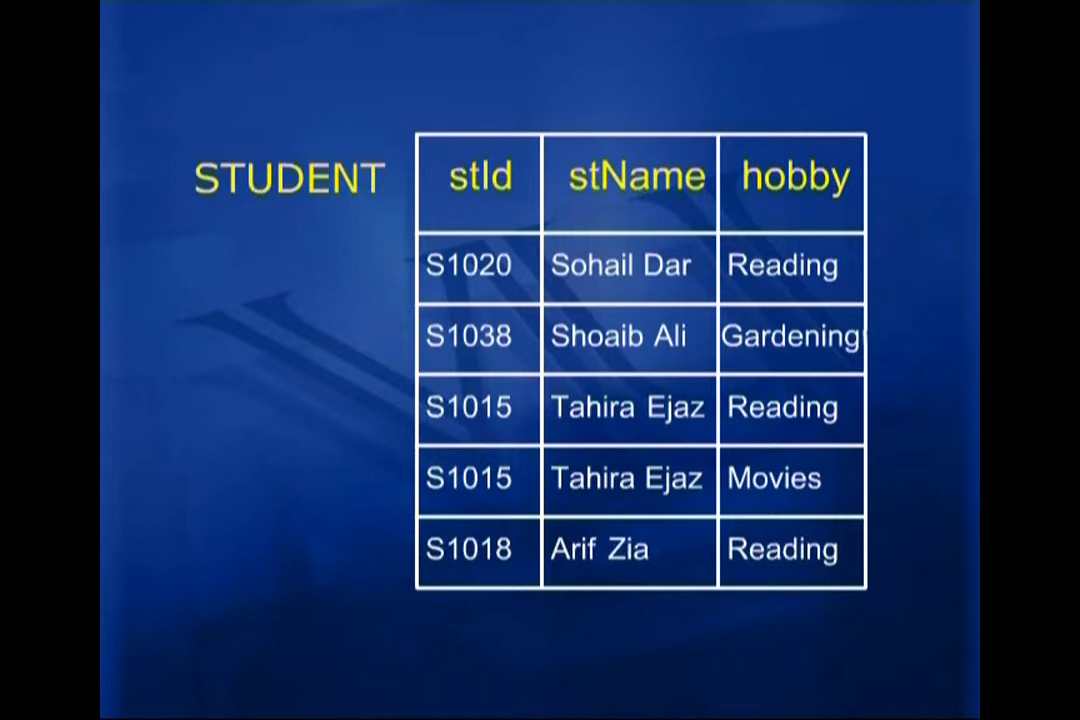 STUDENT stId stName hobby
S1020 Sohail Dar Reading
S1038 Shoaib Ali Gardening
S1015 Tahira Ejaz Reading
S1015 Tahira Ejaz Movies
S1018 Arif Zia Reading